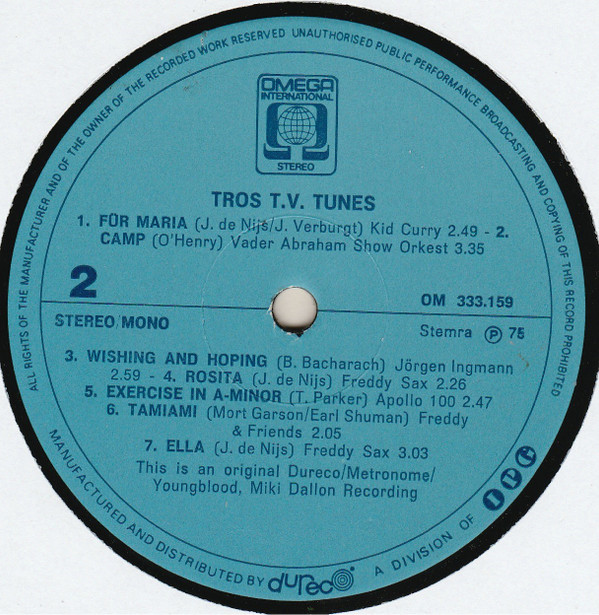 ALL RIGHTS OF THE MANUFACTURER AND OF THE OWNER OF THE RECORDED WORK RESERVED UNAUTHORISED PUBLIC PERFORMANCE BROADCASTING AND COPYING OF THIS RECORD PROHIBITED
OMEGA
INTERNATIONAL
STEREO
TROS T.V. TUNES
1. FÜR MARIA (J. de Nijs/J. Verburgt) Kid Curry 2.49 - 2.
CAMP (O'Henry) Vader Abraham Show Orkest 3.35
2
OM 333.159
STEREO/MONO
Stemra Ⓟ 75
3. WISHING AND HOPING (B. Bacharach) Jörgen Ingmann
2.59 - 4. ROSITA (J. de Nijs) Freddy Sax 2.26
5. EXERCISE IN A-MINOR (T. Parker) Apollo 100 2.47
6. TAMIAMI (Mort Garson/Earl Shuman) Freddy
& Friends 2.05
7. ELLA (J. de Nijs) Freddy Sax 3.03
This is an original Dureco/Metronome/
Youngblood, Miki Dallon Recording
MANUFACTURED AND DISTRIBUTED BY dureco A DIVISION OF